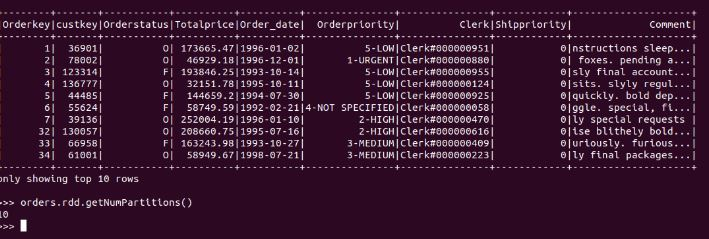 Orderkey|custkey|Orderstatus|Totalprice|Order_date| Orderpriority| Clerk|Shippriority| Comment|
1| 36901| O| 173665.47|1996-01-02| 5-LOW|Clerk#000000951| 0|nstructions sleep...|
2| 78002| O| 46929.18|1996-12-01| 1-URGENT|Clerk#000000880| 0| foxes. pending a...|
3| 123314| F| 193846.25|1993-10-14| 5-LOW|Clerk#000000955| 0|sly final account...|
4| 136777| O| 32151.78|1995-10-11| 5-LOW|Clerk#000000124| 0|sits. slyly regul...|
5| 44485| F| 144659.2|1994-07-30| 5-LOW|Clerk#000000925| 0|quickly. bold dep...|
6| 55624| F| 58749.59|1992-02-21|4-NOT SPECIFIED|Clerk#000000058| 0|ggle. special, fi...|
7| 39136| O| 252004.19|1996-01-10| 2-HIGH|Clerk#000000470| 0|ly special requests |
32| 130057| O| 208660.75|1995-07-16| 2-HIGH|Clerk#000000616| 0|ise blithely bold...|
33| 66958| F| 163243.98|1993-10-27| 3-MEDIUM|Clerk#000000409| 0|uriously. furious...|
34| 61001| O| 58949.67|1998-07-21| 3-MEDIUM|Clerk#000000223| 0|ly final packages...|
only showing top 10 rows
>>> orders.rdd.getNumPartitions()
10
>>>